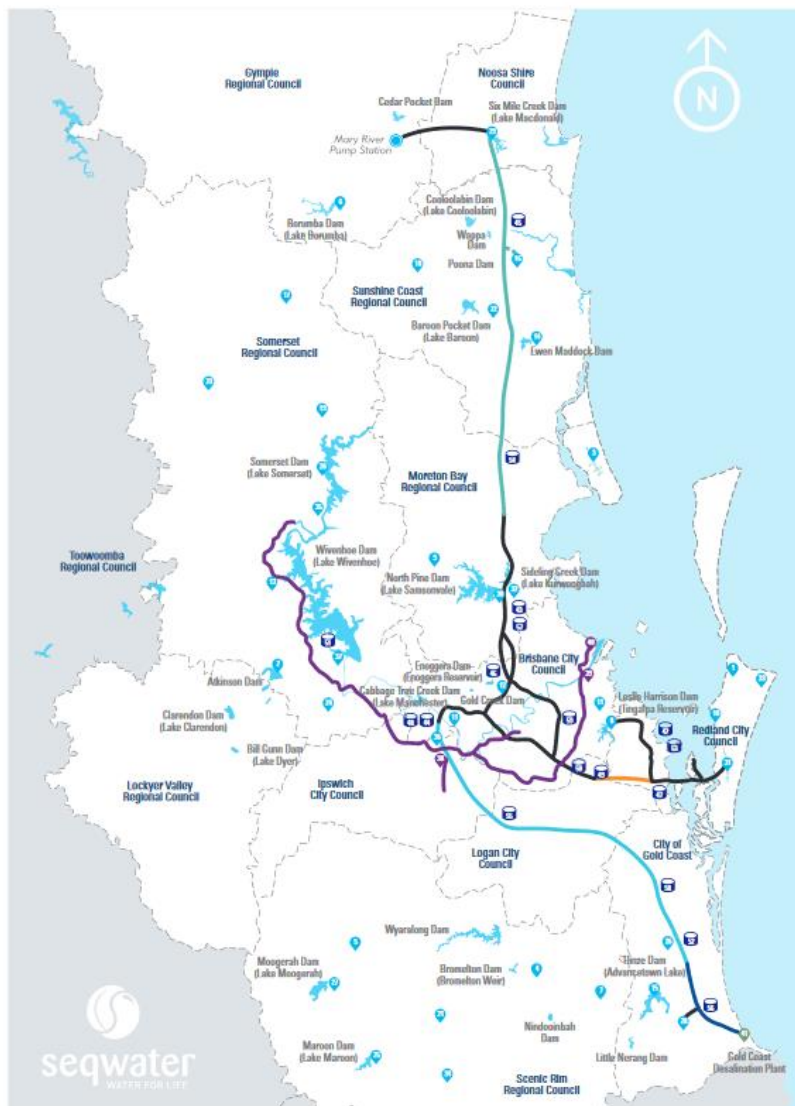 Gympie
Regional Council
Noosa Shire
Council
N
Cedar Pocket Dam
Six Mile Creek Dam
(Lake Macdonald)
Mary River
Pump Station
Cooloolabin Dam
(Lake Cooloolabin)
Borumba Dam
(Lake Borumba)
Wappa
Dam
Poona Dam
Sunshine Coast
Regional Council
Baroon Pocket Dam
(Lake Baroon)
Ewen Maddock Dam
Somerset
Regional Council
Somerset Dam
(Lake Somerset)
Moreton Bay
Regional Council
Toowoomba
Regional Council
Wivenhoe Dam
(Lake Wivenhoe)
North Pine Dam
(Lake Samsonvale)
Sideling Creek Dam
(Lake Kurwongbah)
Atkinson Dam
Enoggera Dam
(Enoggera Reservoir)
Brisbane City
Council
Cabbage Tree Creek Dam
(Lake Manchester)
Gold Creek Dam
Leslie Harrison Dam
(Tingalpa Reservoir)
Redland City
Council
Clarendon Dam
(Lake Clarendon)
Bill Gunn Dam
(Lake Dyer)
Lockyer Valley
Regional Council
Ipswich
City Council
Logan City
Council
City of
Gold Coast
Wyaralong Dam
Moogerah Dam
(Lake Moogerah)
Bromelton Dam
(Bromelton Weir)
Hinze Dam
(Advancetown Lake)
Nindooinbah
Dam
Maroon Dam
(Lake Maroon)
Little Nerang Dam
Gold Coast
Desalination Plant
Scenic Rim
Regional Council
seqwater
WATER FOR LIFE